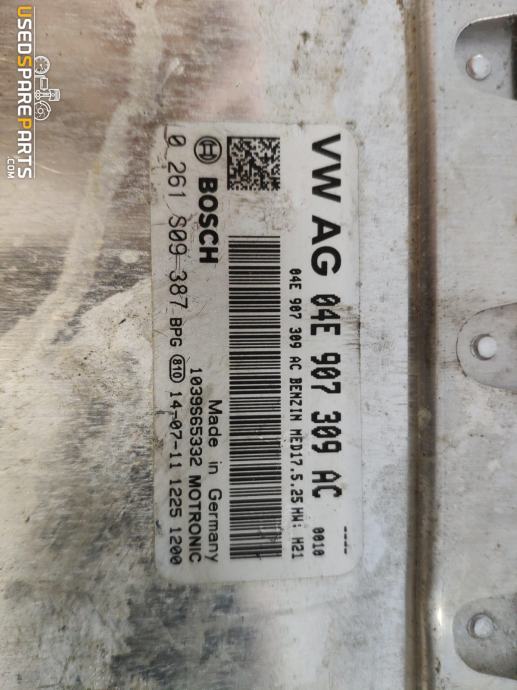 USEDSPAREPARTS.COM
VW AG 04E 907 309 AC ----
04E 907 309 AC BENZIN MED17.5.25 HW: H21 0010
BOSCH
Made in Germany
1039S65332 MOTRONIC
0 261 S09 387 BPG 810 14-07-11 1225 1200